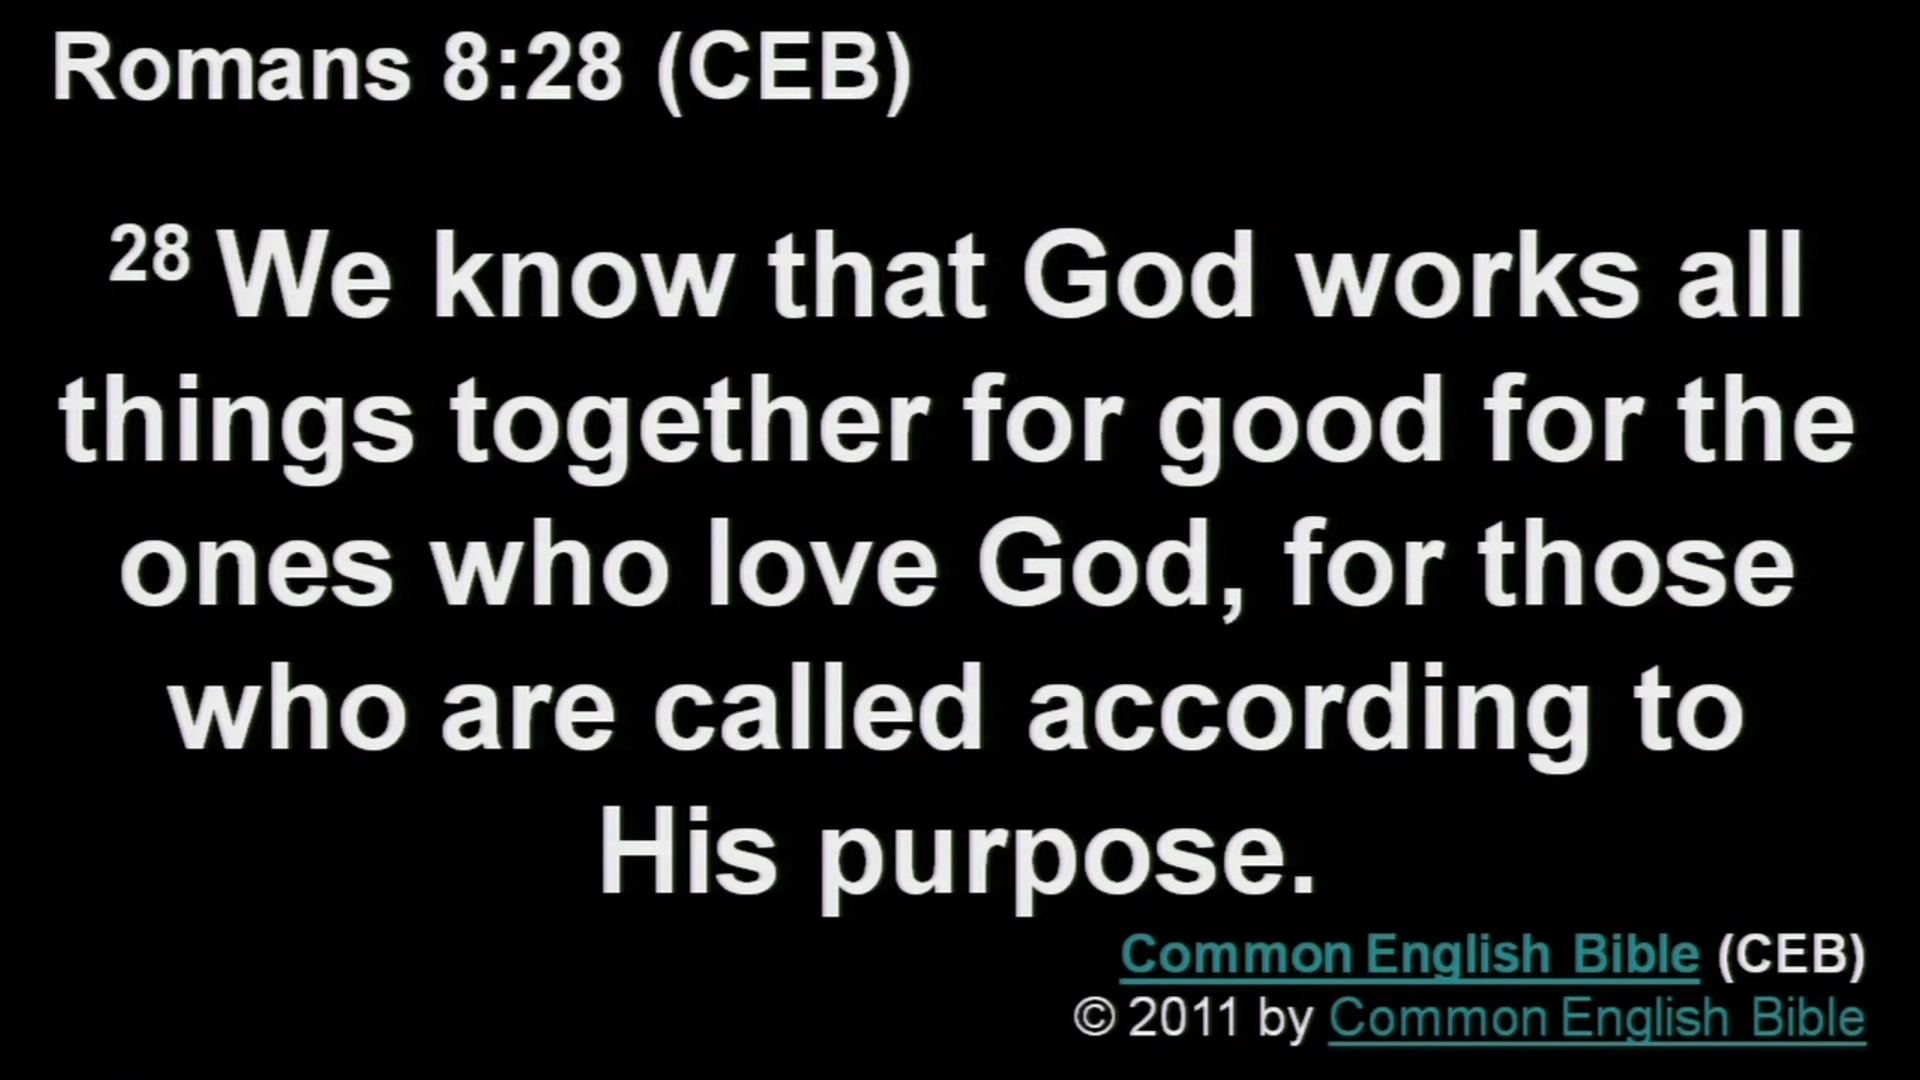 Romans 8:28 (CEB)
28 We know that God works all
things together for good for the
ones who love God, for those
who are called according to
His purpose.
Common English Bible (CEB)
© 2011 by Common English Bible